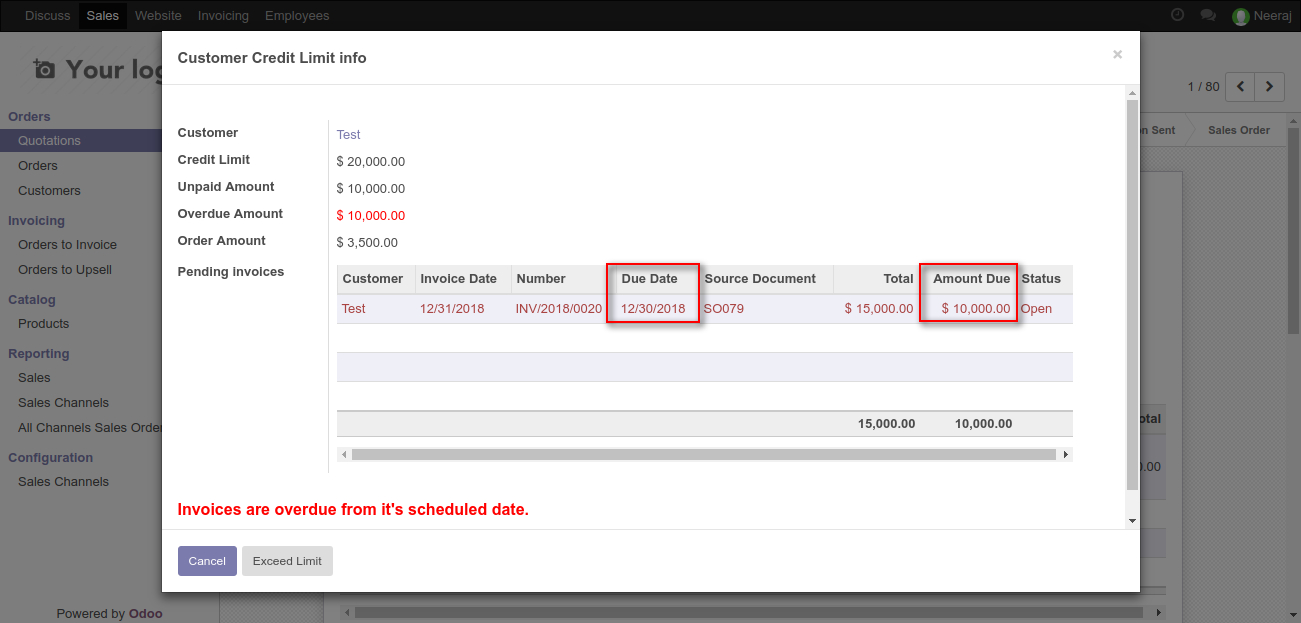 Discuss Sales Website Invoicing Employees Neeraj
Customer Credit Limit info ×
Your log
1 / 80
Orders
Quotations
Orders
Customers
Invoicing
Orders to Invoice
Orders to Upsell
Catalog
Products
Reporting
Sales
Sales Channels
All Channels Sales Order
Configuration
Sales Channels
Powered by Odoo
Customer Test
Credit Limit $ 20,000.00
Unpaid Amount $ 10,000.00
Overdue Amount $ 10,000.00
Order Amount $ 3,500.00
Pending invoices
Customer Invoice Date Number Due Date Source Document Total Amount Due Status
Test 12/31/2018 INV/2018/0020 12/30/2018 SO079 $ 15,000.00 $ 10,000.00 Open
15,000.00 10,000.00
Invoices are overdue from it's scheduled date.
Cancel Exceed Limit
n Sent Sales Order
otal
0.00